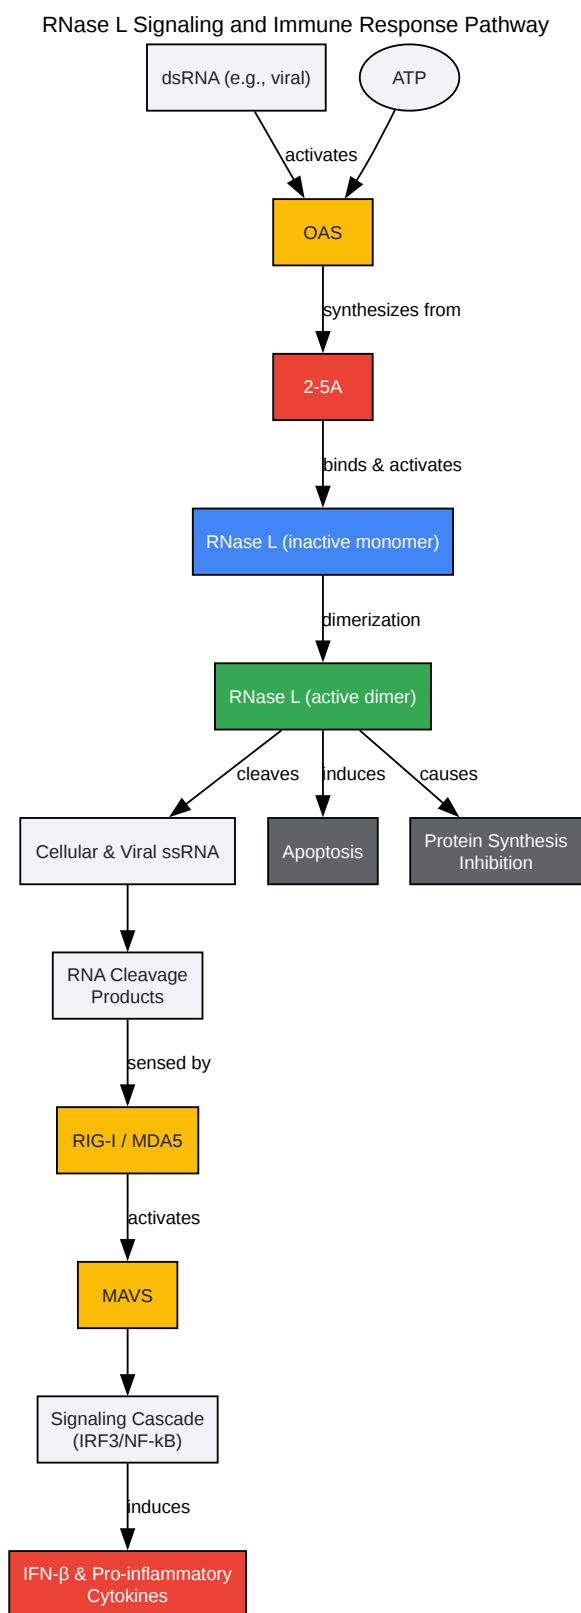 RNase L Signaling and Immune Response Pathway
dsRNA (e.g., viral)
ATP
activates
OAS
synthesizes from
2-5A
binds & activates
RNase L (inactive monomer)
dimerization
RNase L (active dimer)
cleaves
induces
causes
Cellular & Viral ssRNA
Apoptosis
Protein Synthesis
Inhibition
RNA Cleavage
Products
sensed by
RIG-I / MDA5
activates
MAVS
Signaling Cascade
(IRF3/NF-kB)
induces
IFN-β & Pro-inflammatory
Cytokines